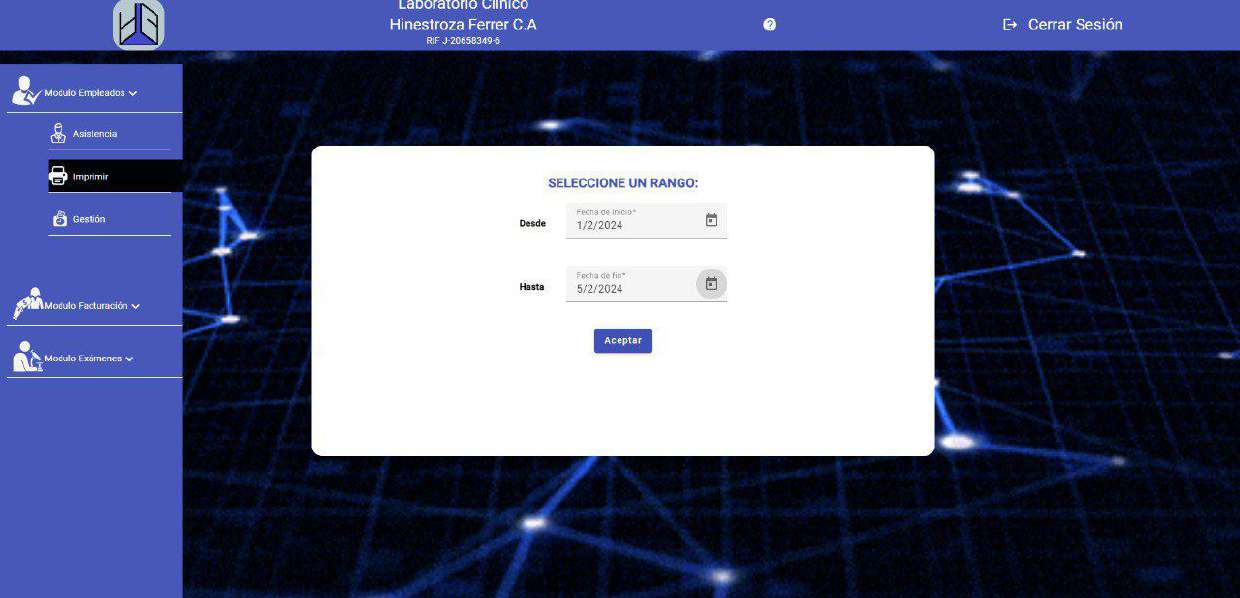 Laboratorio Clínico
Hinestroza Ferrer C.A
RIF J-20658349-6
Cerrar Sesión
Modulo Empleados
Asistencia
Imprimir
Gestión
Modulo Facturación
Modulo Exámenes
SELECCIONE UN RANGO:
Desde
Fecha de inicio*
1/2/2024
Hasta
Fecha de fin*
5/2/2024
Aceptar